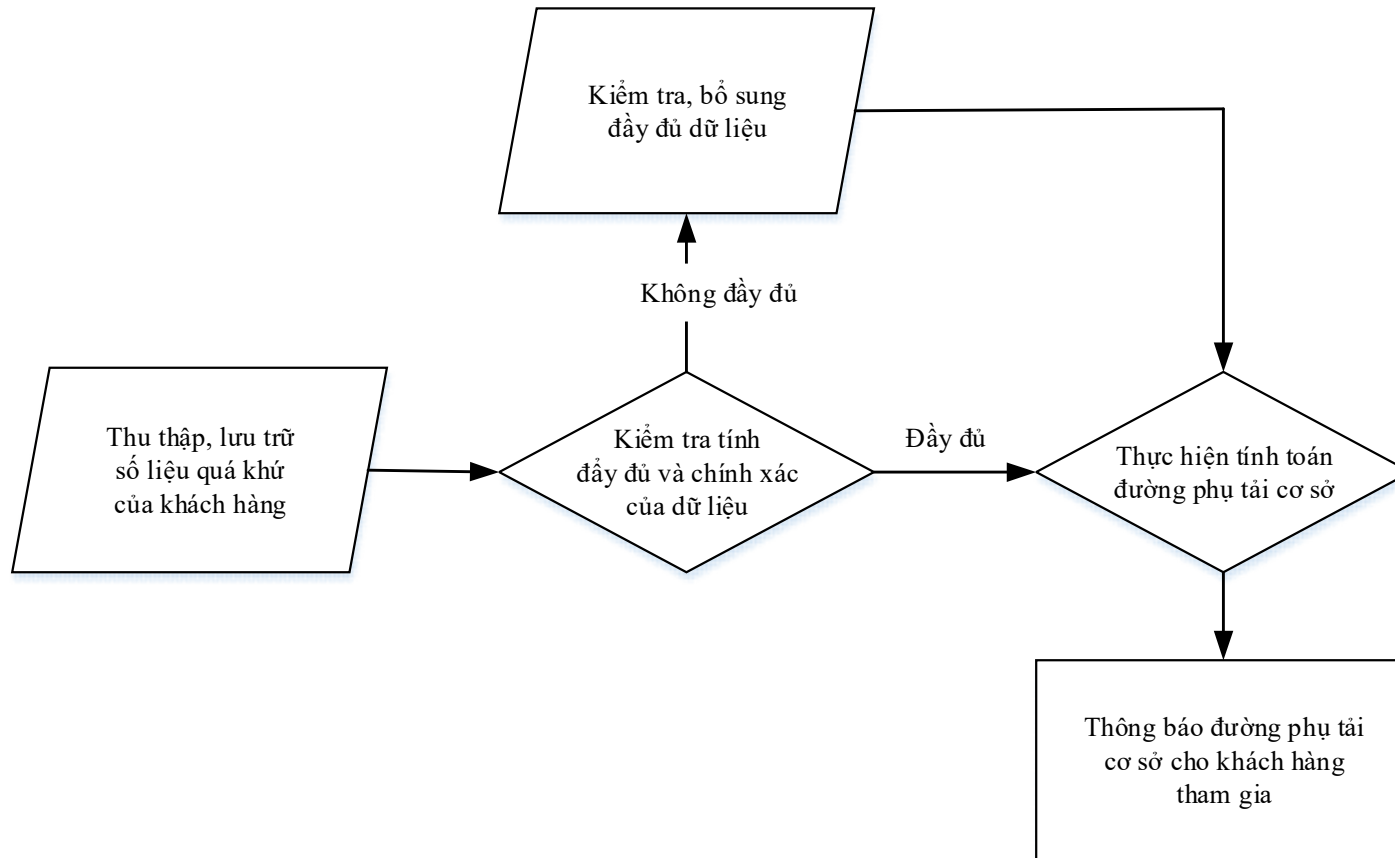 Kiểm tra, bổ sung
đầy đủ dữ liệu
Không đầy đủ
Thu thập, lưu trữ
số liệu quá khứ
của khách hàng
Kiểm tra tính
đẩy đủ và chính xác
của dữ liệu
Đầy đủ
Thực hiện tính toán
đường phụ tải cơ sở
Thông báo đường phụ tải
cơ sở cho khách hàng
tham gia